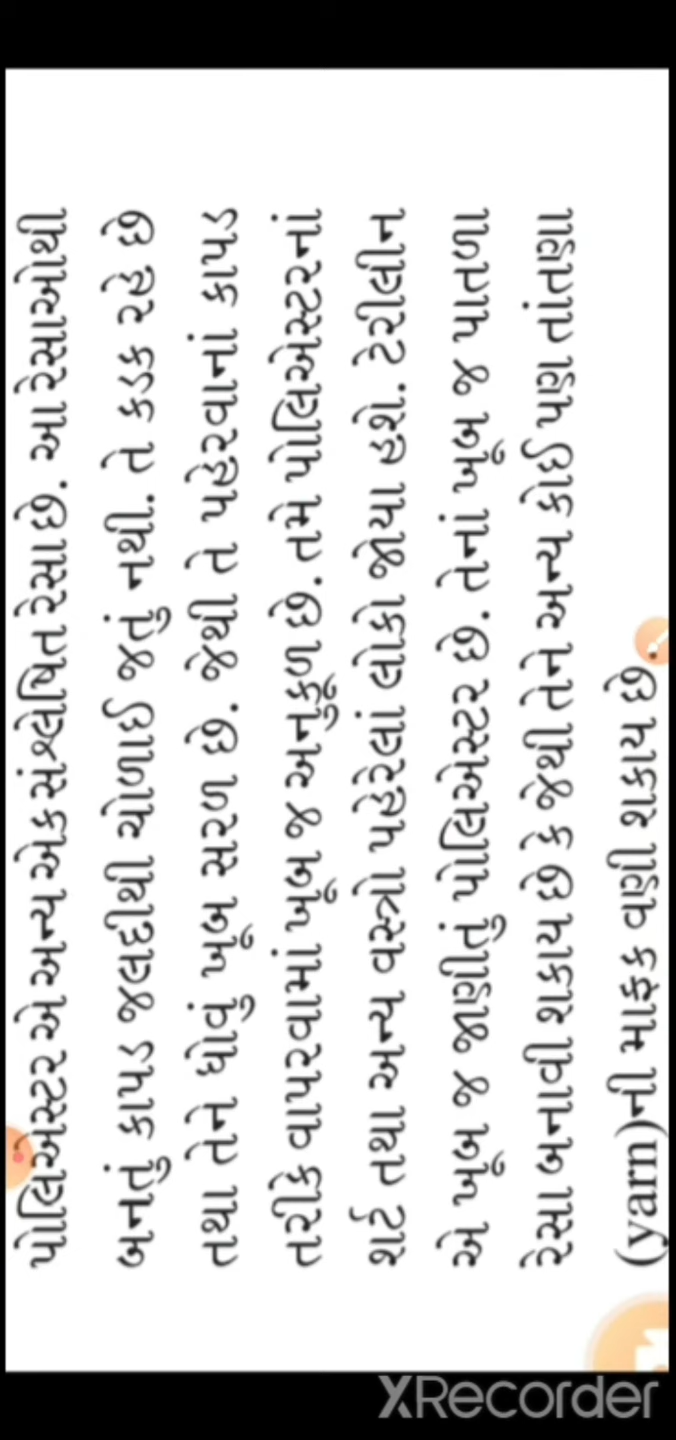 પોલિએસ્ટર એ અન્ય એક સંશ્લેષિત રેસા છે. આ રેસાઓથી
બનતું કાપડ જલદીથી ચોળાઈ જતું નથી. તે કડક રહે છે
તથા તેને ધોવું ખૂબ સરળ છે. જેથી તે પહેરવાનાં કાપડ
તરીકે વાપરવામાં ખૂબ જ અનુકૂળ છે. તમે પોલિએસ્ટરનાં
શર્ટ તથા અન્ય વસ્ત્રો પહેરેલાં લોકો જોયા હશે. ટેરીલીન
એ ખૂબ જ જાણીતું પોલિએસ્ટર છે. તેનાં ખૂબ જ પાતળા
રેસા બનાવી શકાય છે કે જેથી તેને અન્ય કોઈ પણ તાંતણા
(yarn)ની માફક વણી શકાય છે
XRecorder